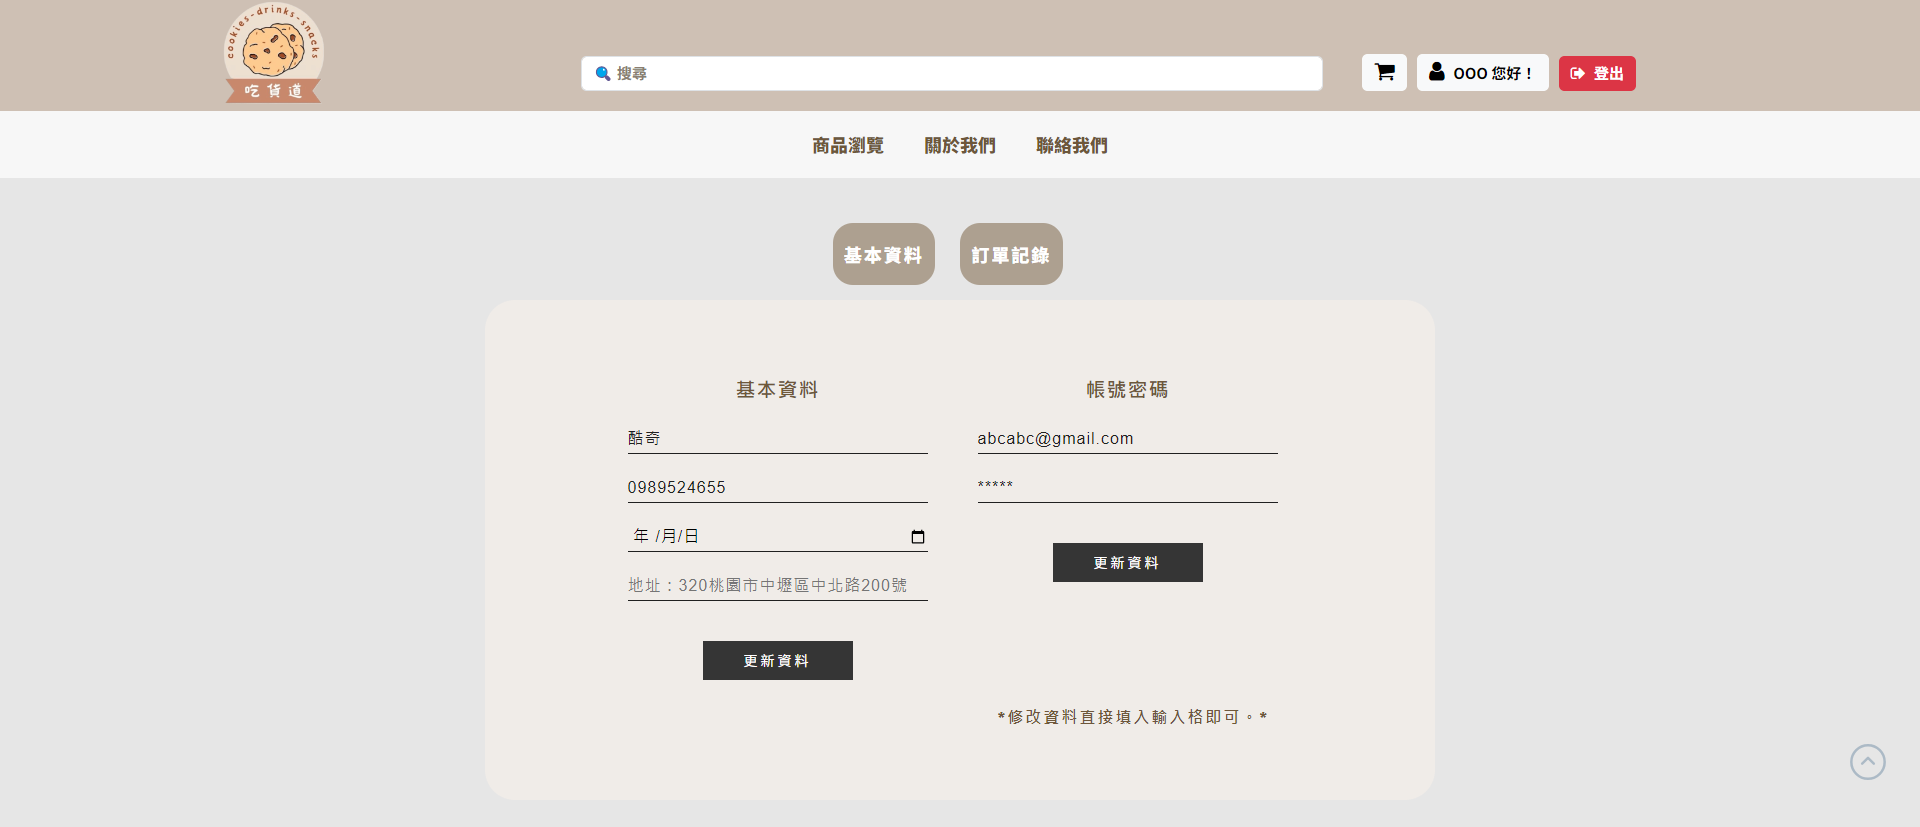 cookies-drinks-snacks
吃貨道
搜尋
OOO 您好！
登出
商品瀏覽
關於我們
聯絡我們
基本資料
訂單記錄
基本資料
酷奇
0989524655
年 /月/日
地址：320桃園市中壢區中北路200號
更新資料
帳號密碼
abcabc@gmail.com
*****
更新資料
*修改資料直接填入輸入格即可。*